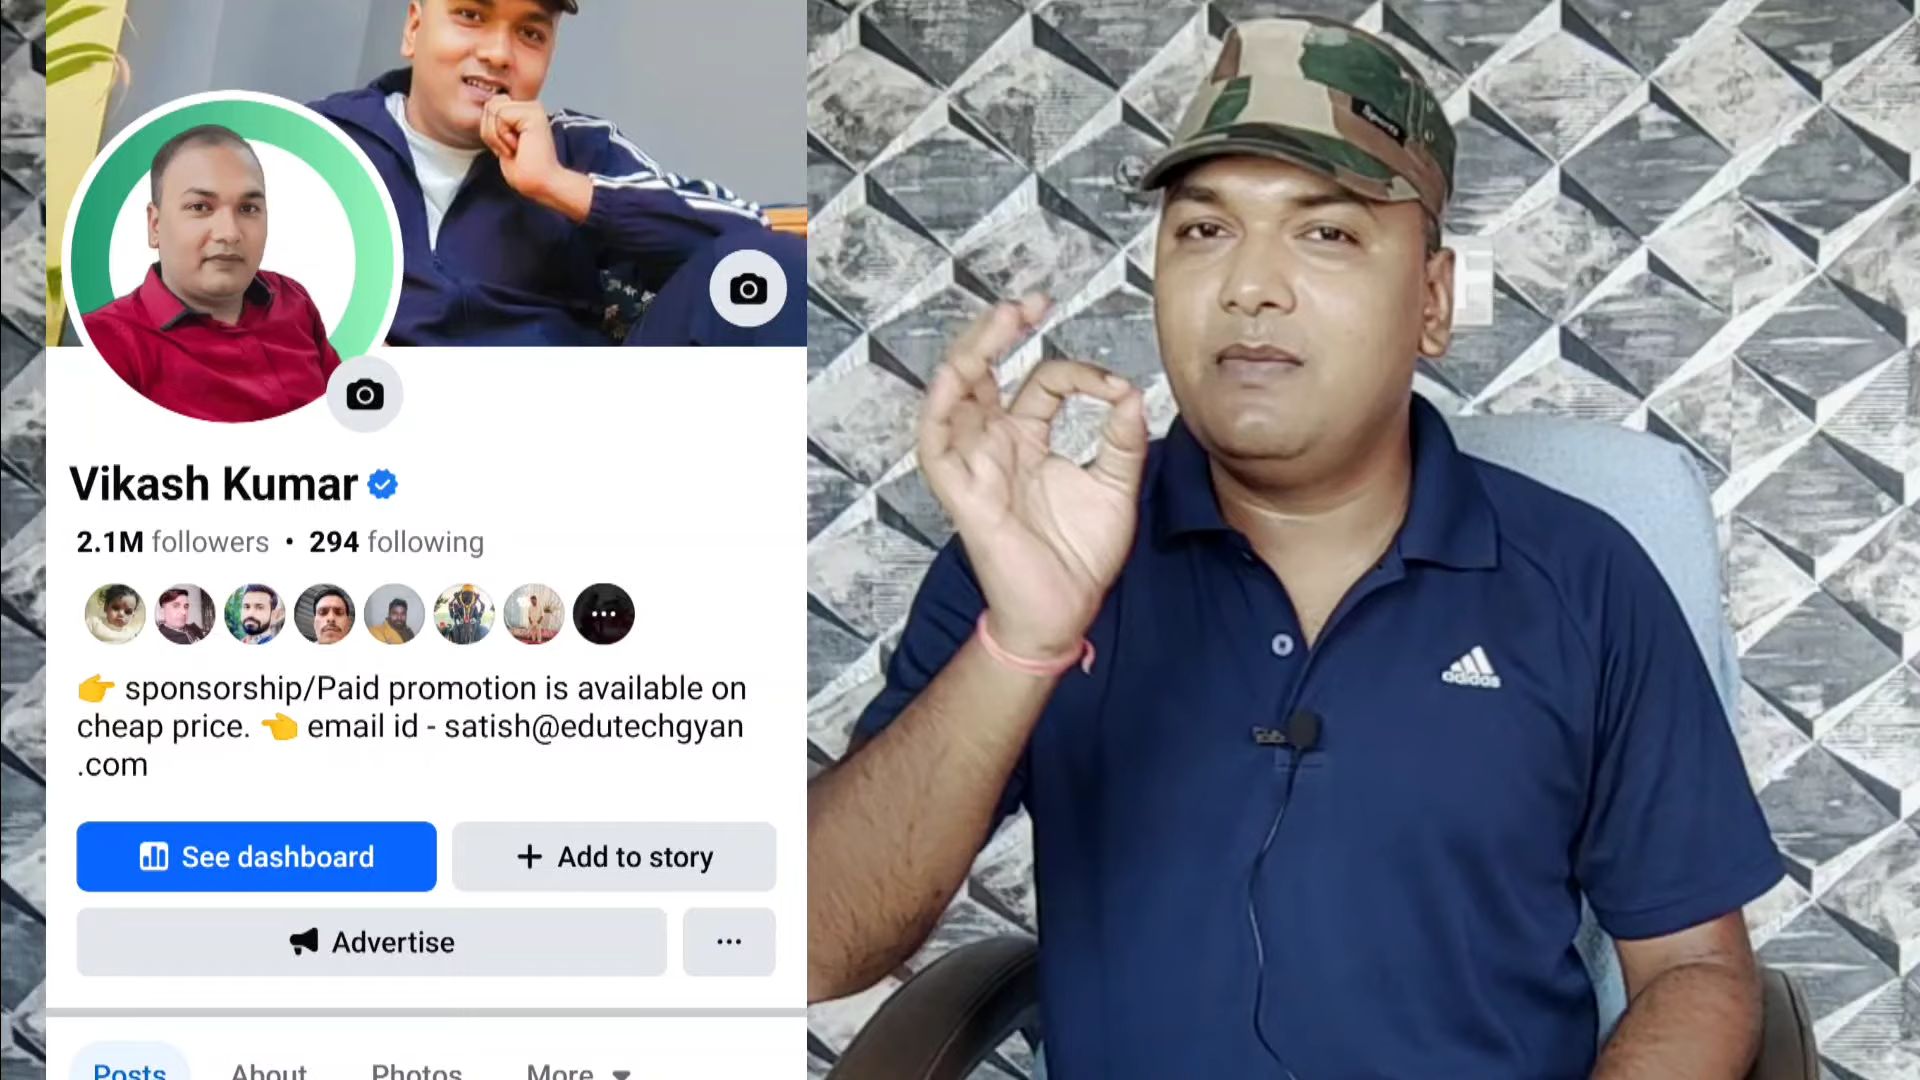 Vikash Kumar
2.1M followers • 294 following
👉 sponsorship/Paid promotion is available on
cheap price. 👈 email id - satish@edutechgyan
.com
See dashboard
+ Add to story
Advertise
Posts About Photos More
Sports
adidas